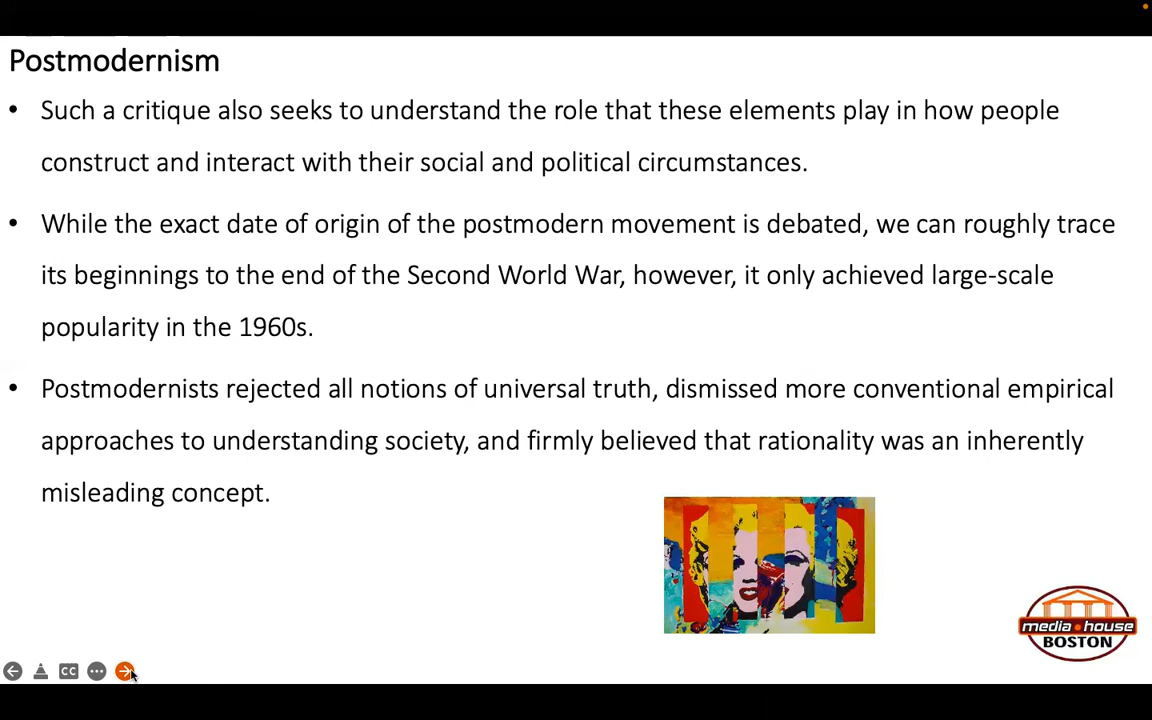 Postmodernism
• Such a critique also seeks to understand the role that these elements play in how people
construct and interact with their social and political circumstances.
• While the exact date of origin of the postmodern movement is debated, we can roughly trace
its beginnings to the end of the Second World War, however, it only achieved large-scale
popularity in the 1960s.
• Postmodernists rejected all notions of universal truth, dismissed more conventional empirical
approaches to understanding society, and firmly believed that rationality was an inherently
misleading concept.
media•house
BOSTON
CC